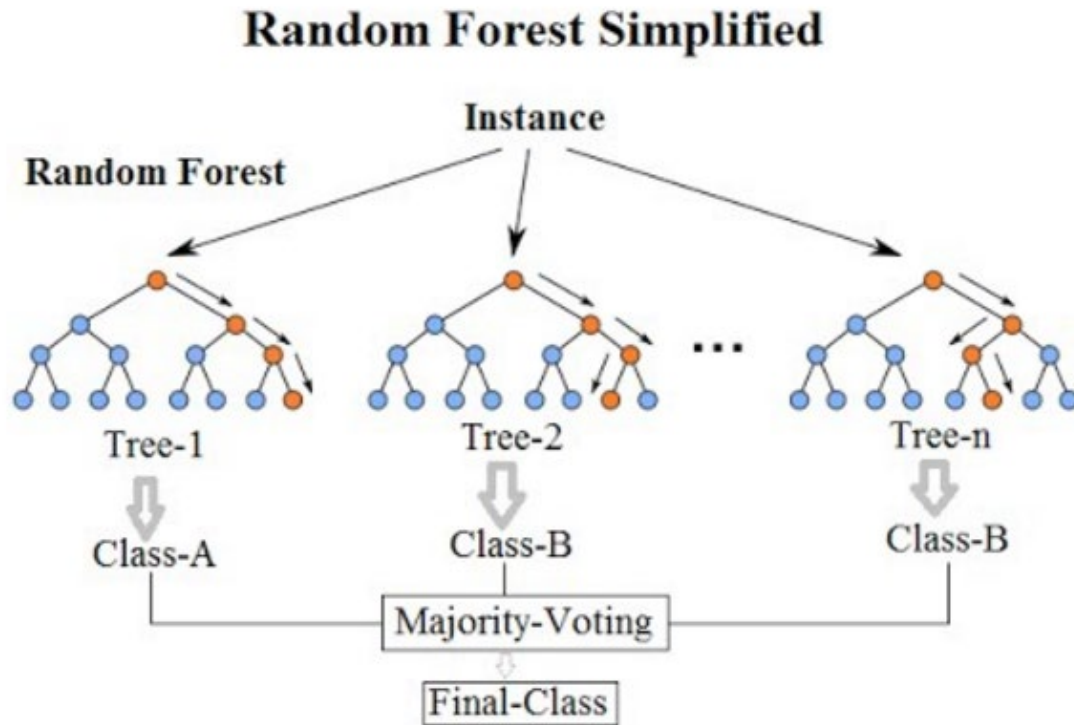 Random Forest Simplified
Instance
Random Forest
...
Tree-1
Tree-2
Tree-n
Class-A
Class-B
Class-B
Majority-Voting
Final-Class